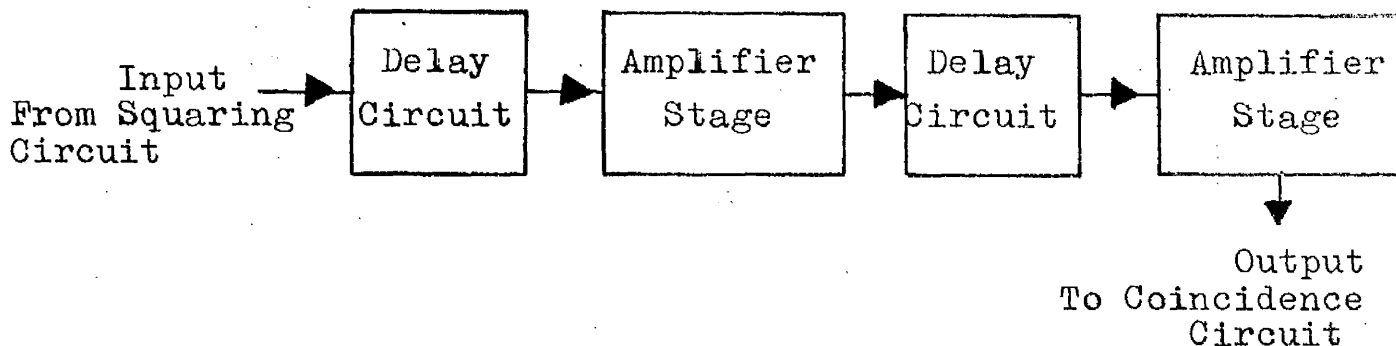 Input
From Squaring
Circuit
Delay
Circuit
Amplifier
Stage
Delay
Circuit
Amplifier
Stage
Output
To Coincidence
Circuit